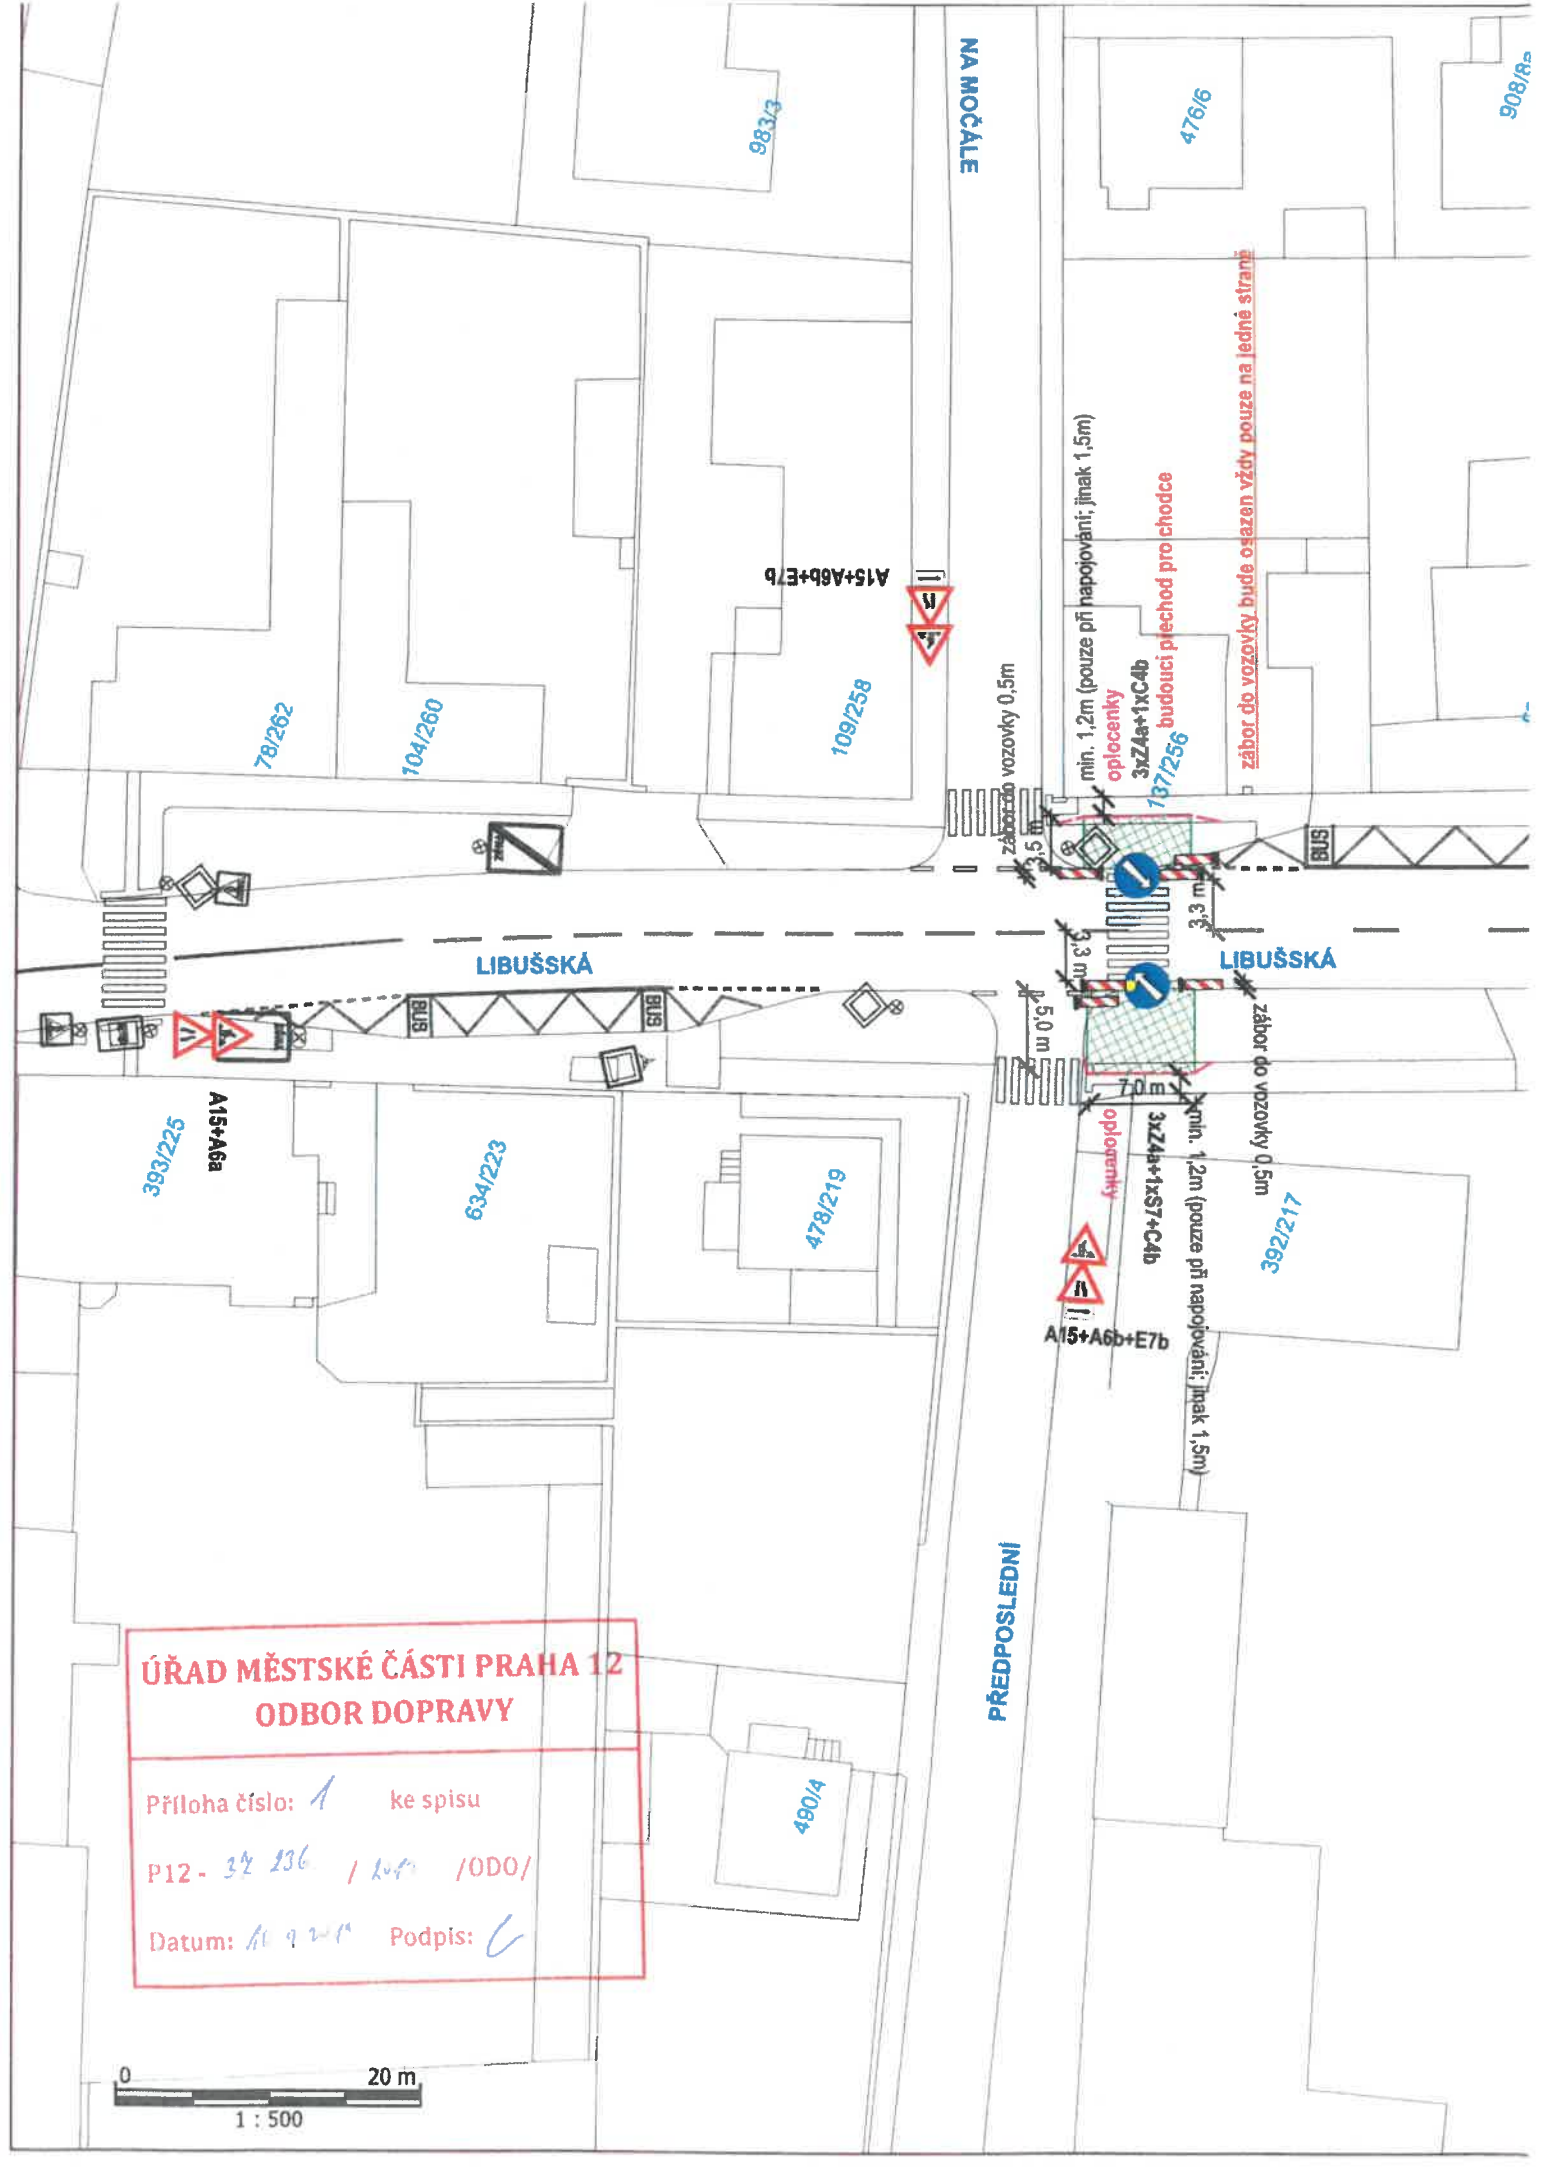 NA MOČÁLE
908/8a
476/6
983/3
zábor do vozovky bude osazen vždy pouze na jedné straně
min. 1,2m (pouze při napojování; jinak 1,5m)
oplocenky
3xZ4a+1xC4b
budoucí přechod pro chodce
137/256
A15+A6b+E7b
78/262
104/260
109/258
zábor do vozovky 0,5m
3,5 m
BUS
3,3 m
3,3 m
LIBUŠSKÁ
LIBUŠSKÁ
BUS
BUS
5,0 m
zábor do vozovky 0,5m
7,0 m
oplocenky
3xZ4a+1xS7+C4b
min. 1,2m (pouze při napojování; jinak 1,5m)
A15+A6a
393/225
634/223
478/219
392/217
A15+A6b+E7b
PŘEDPOSLEDNÍ
490/4
ÚŘAD MĚSTSKÉ ČÁSTI PRAHA 12
ODBOR DOPRAVY
Příloha číslo: 1 ke spisu
P12 - 236 / /ODO/
Datum: Podpis:
0 20 m
1 : 500